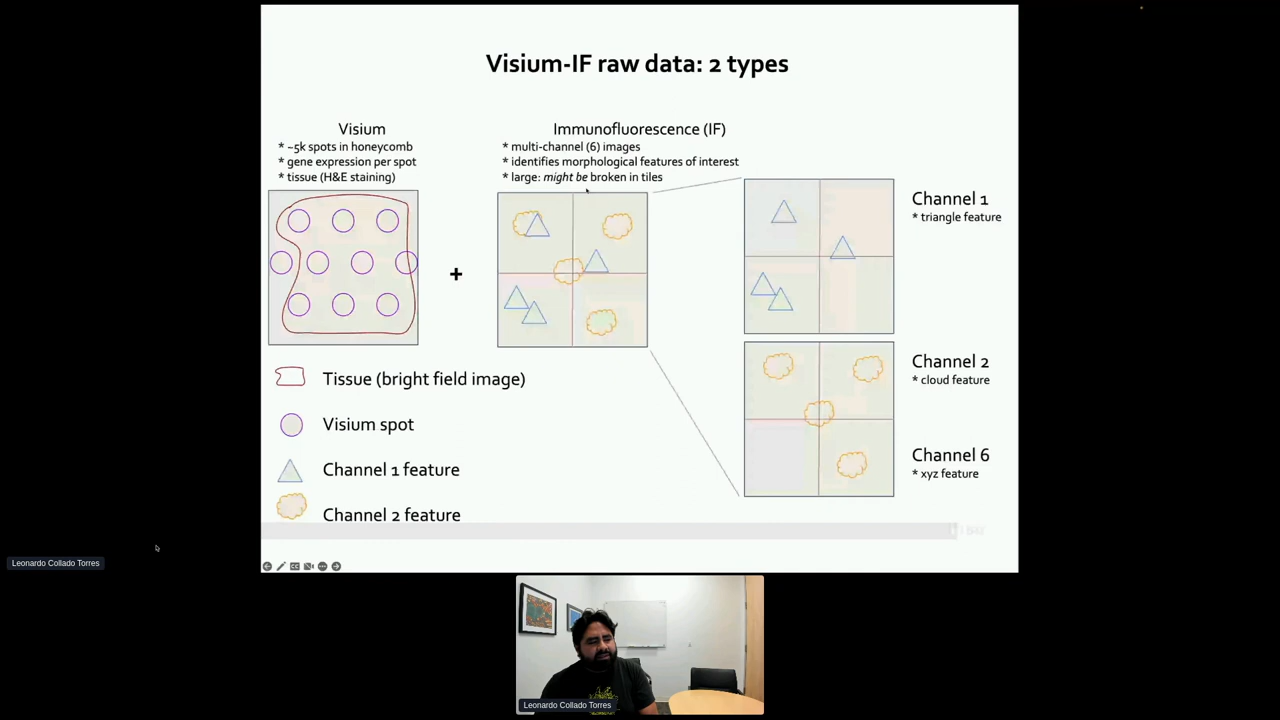 Visium-IF raw data: 2 types
Visium
* ~5k spots in honeycomb
* gene expression per spot
* tissue (H&E staining)
Immunofluorescence (IF)
* multi-channel (6) images
* identifies morphological features of interest
* large: might be broken in tiles
+
Channel 1
* triangle feature
Channel 2
* cloud feature
Channel 6
* xyz feature
Tissue (bright field image)
Visium spot
Channel 1 feature
Channel 2 feature
Leonardo Collado Torres
Leonardo Collado Torres